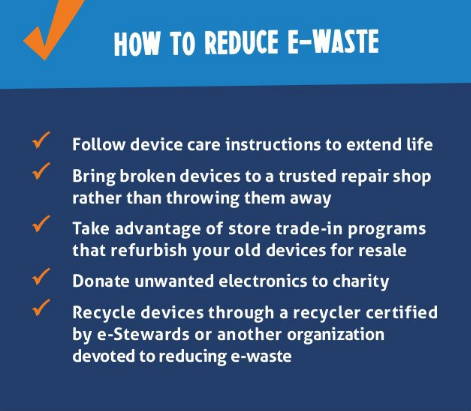 HOW TO REDUCE E-WASTE
Follow device care instructions to extend life
Bring broken devices to a trusted repair shop
rather than throwing them away
Take advantage of store trade-in programs
that refurbish your old devices for resale
Donate unwanted electronics to charity
Recycle devices through a recycler certified
by e-Stewards or another organization
devoted to reducing e-waste